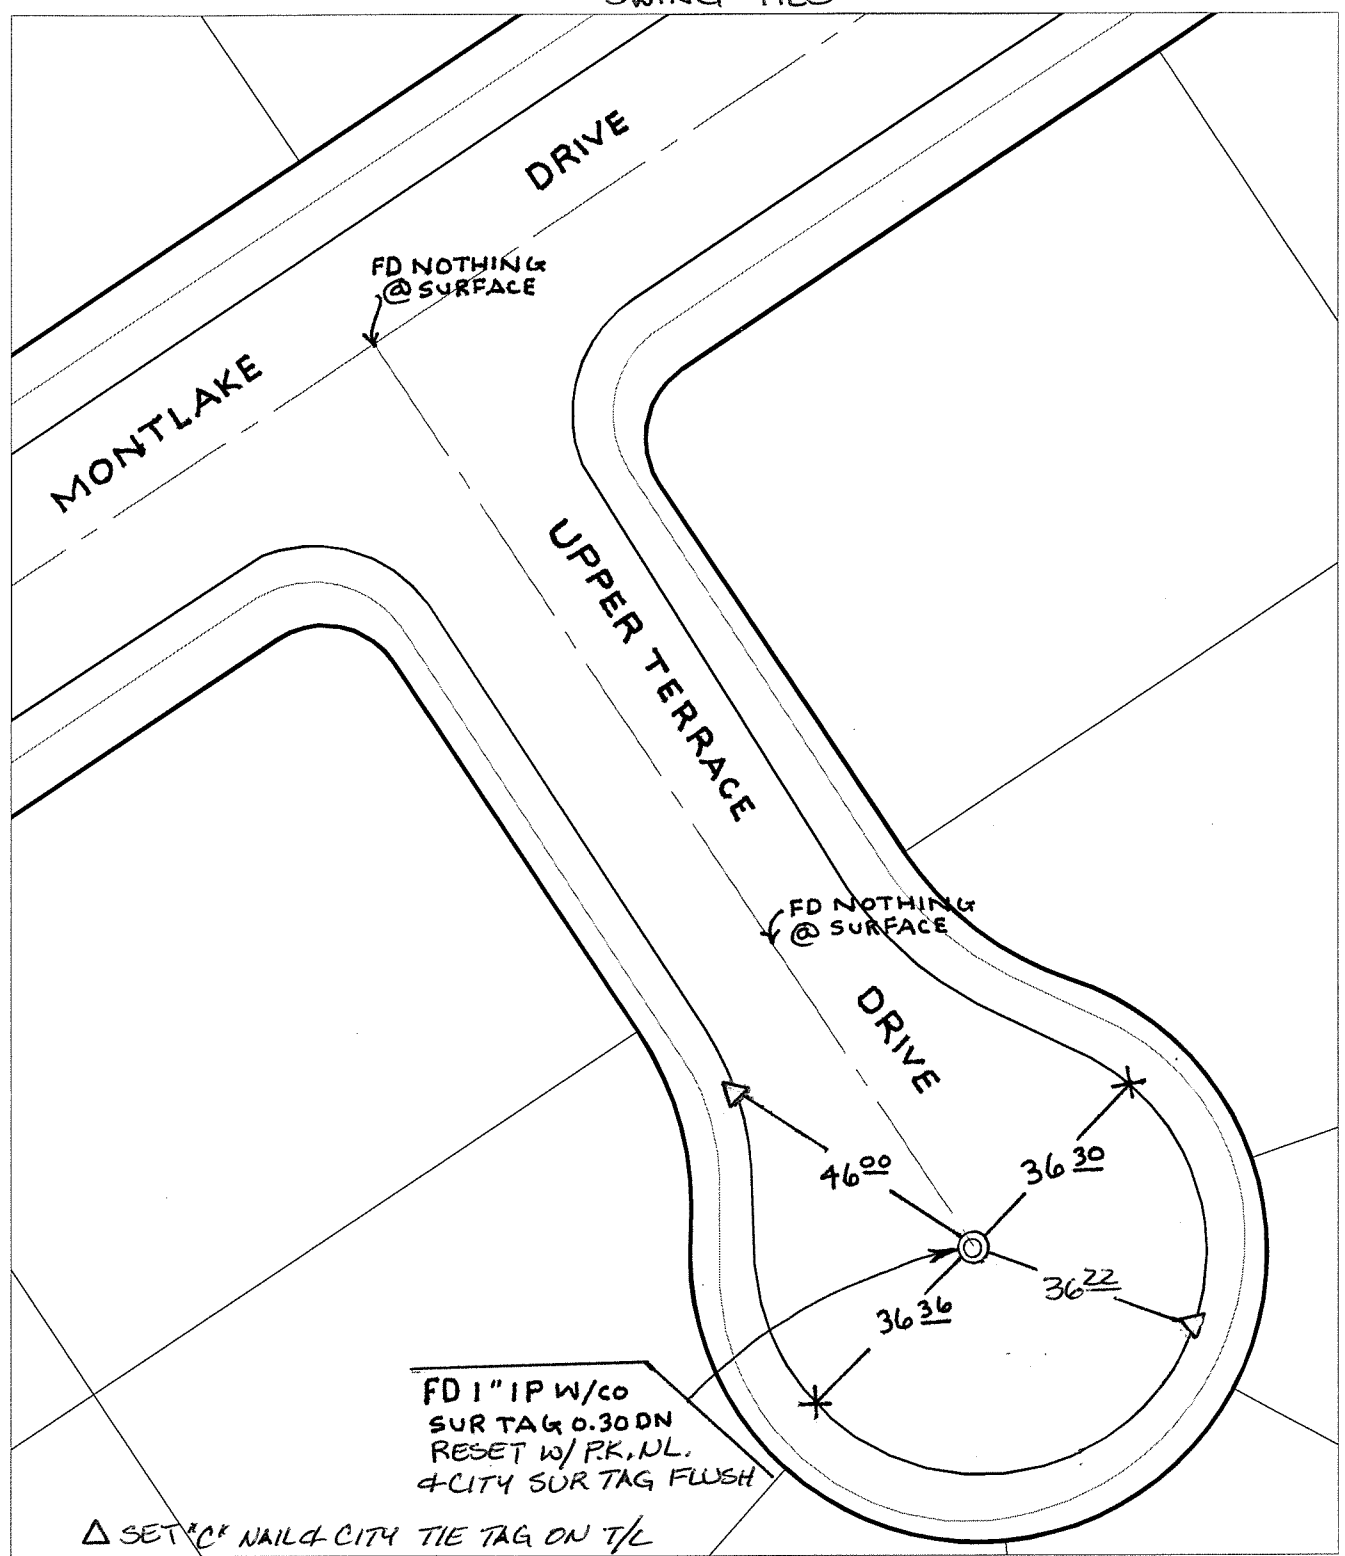 SWING TIES
DRIVE
FD NOTHING
@ SURFACE
MONTLAKE
UPPER TERRACE
FD NOTHING
@ SURFACE
DRIVE
46 00
36 30
36 22
36 36
FD 1" IP W/CO
SUR TAG 0.30 DN
RESET W/ P.K. NL.
& CITY SUR TAG FLUSH
△ SET "C" NAIL & CITY TIE TAG ON T/L